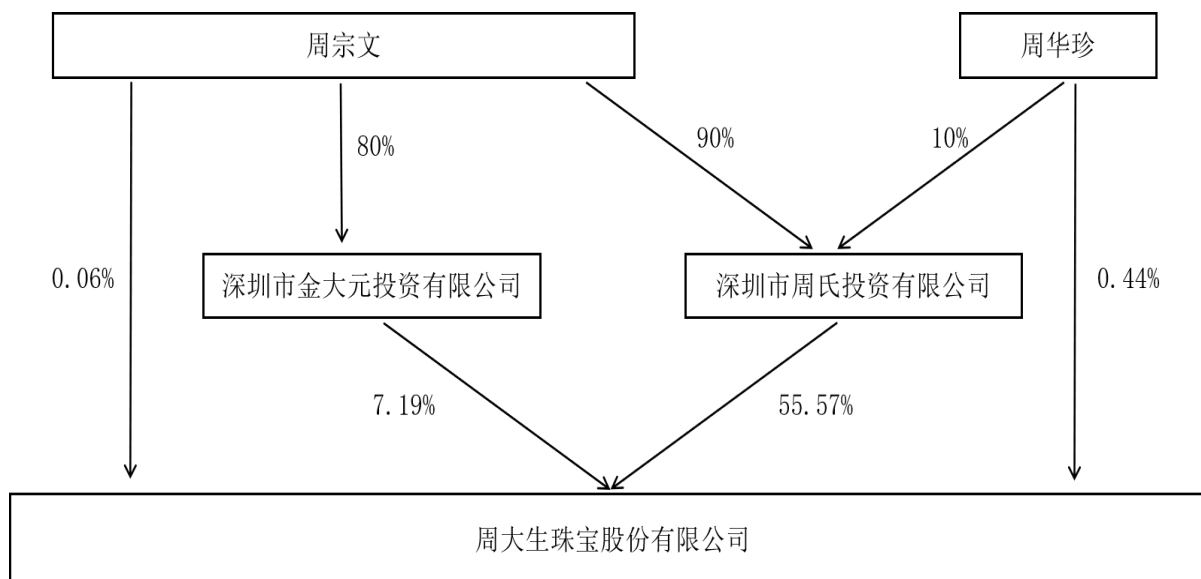 周宗文
周华珍
80%
90%
10%
0.06%
深圳市金大元投资有限公司
深圳市周氏投资有限公司
0.44%
7.19%
55.57%
周大生珠宝股份有限公司